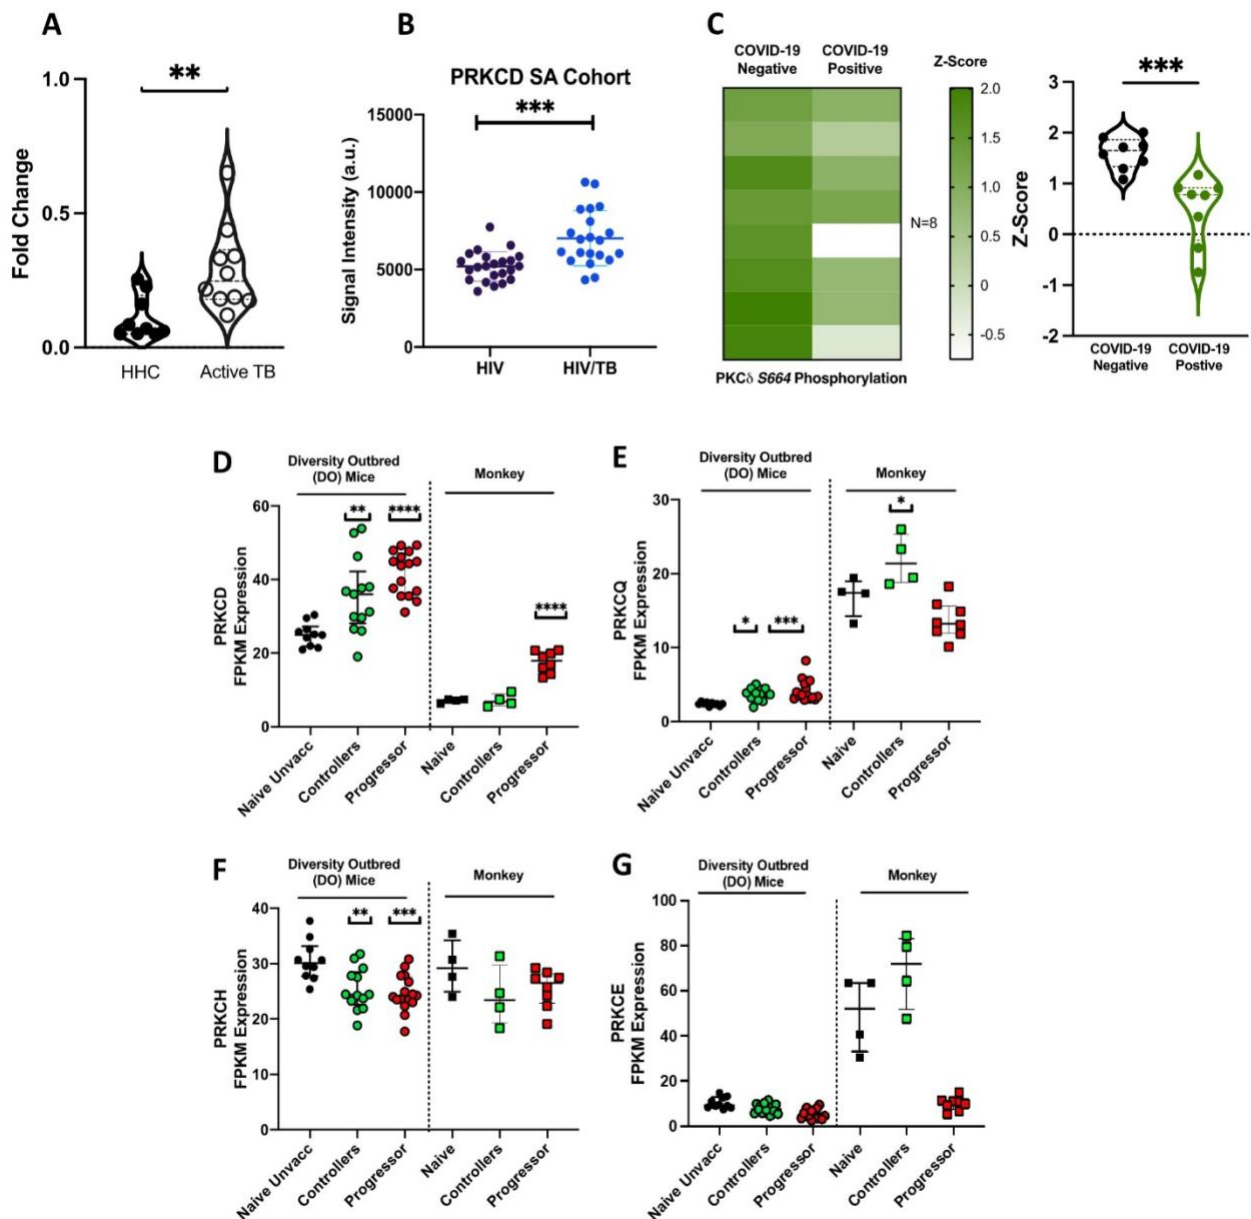 A
**
1.0
0.5
0.0
Fold Change
HHC
Active TB
B
PRKCD SA Cohort
***
15000
10000
5000
0
Signal Intensity (a.u.)
HIV
HIV/TB
C
COVID-19
Negative
COVID-19
Positive
Z-Score
2.0
1.5
1.0
0.5
0
-0.5
N=8
PKCδ S664 Phosphorylation
***
3
2
1
0
-1
-2
Z-Score
COVID-19
Negative
COVID-19
Postive
D
Diversity Outbred
(DO) Mice
Monkey
60
40
20
0
PRKCD
FPKM Expression
**
****
****
Naive Unvacc
Controllers
Progressor
Naive
Controllers
Progressor
E
Diversity Outbred
(DO) Mice
Monkey
30
20
10
0
PRKCQ
FPKM Expression
*
***
*
Naive Unvacc
Controllers
Progressor
Naive
Controllers
Progressor
F
Diversity Outbred
(DO) Mice
Monkey
40
30
20
10
0
PRKCH
FPKM Expression
**
***
Naive Unvacc
Controllers
Progressor
Naive
Controllers
Progressor
G
Diversity Outbred
(DO) Mice
Monkey
100
80
60
40
20
0
PRKCE
FPKM Expression
Naive Unvacc
Controllers
Progressor
Naive
Controllers
Progressor